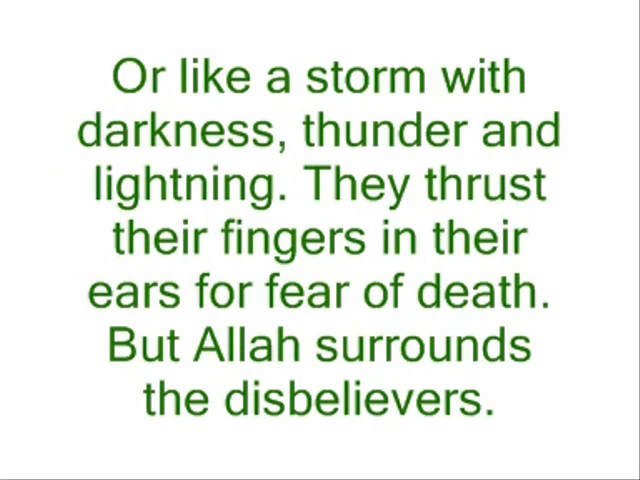 Or like a storm with
darkness, thunder and
lightning. They thrust
their fingers in their
ears for fear of death.
But Allah surrounds
the disbelievers.